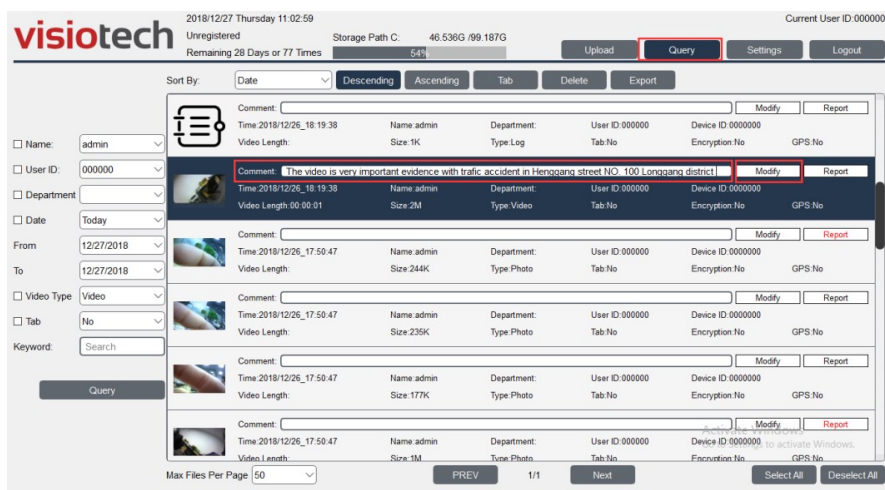 visiotech
2018/12/27 Thursday 11:02:59
Unregistered
Remaining 28 Days or 77 Times
Storage Path C: 46.536G /99.187G
54%
Current User ID:000000
Upload Query Settings Logout
Sort By: Date Descending Ascending Tab Delete Export
Name: admin
User ID: 000000
Department
Date Today
From 12/27/2018
To 12/27/2018
Video Type Video
Tab No
Keyword: Search
Query
Comment: Modify Report
Time:2018/12/26_18:19:38 Name:admin Department: User ID:000000 Device ID:0000000
Video Length: Size:1K Type:Log Tab:No Encryption:No GPS:No
Comment: The video is very important evidence with trafic accident in Henggang street NO. 100 Longgang district Modify Report
Time:2018/12/26_18:19:38 Name:admin Department: User ID:000000 Device ID:0000000
Video Length:00:00:01 Size:2M Type:Video Tab:No Encryption:No GPS:No
Comment: Modify Report
Time:2018/12/26_17:50:47 Name:admin Department: User ID:000000 Device ID:0000000
Video Length: Size:244K Type:Photo Tab:No Encryption:No GPS:No
Comment: Modify Report
Time:2018/12/26_17:50:47 Name:admin Department: User ID:000000 Device ID:0000000
Video Length: Size:235K Type:Photo Tab:No Encryption:No GPS:No
Comment: Modify Report
Time:2018/12/26_17:50:47 Name:admin Department: User ID:000000 Device ID:0000000
Video Length: Size:177K Type:Photo Tab:No Encryption:No GPS:No
Comment: Modify Report
Time:2018/12/26_17:50:47 Name:admin Department: User ID:000000 Device ID:0000000
Video Length: Size:1M Type:Photo Tab:No Encryption:No GPS:No
Activate Windows
Go to Settings to activate Windows.
Max Files Per Page 50 PREV 1/1 Next Select All Deselect All